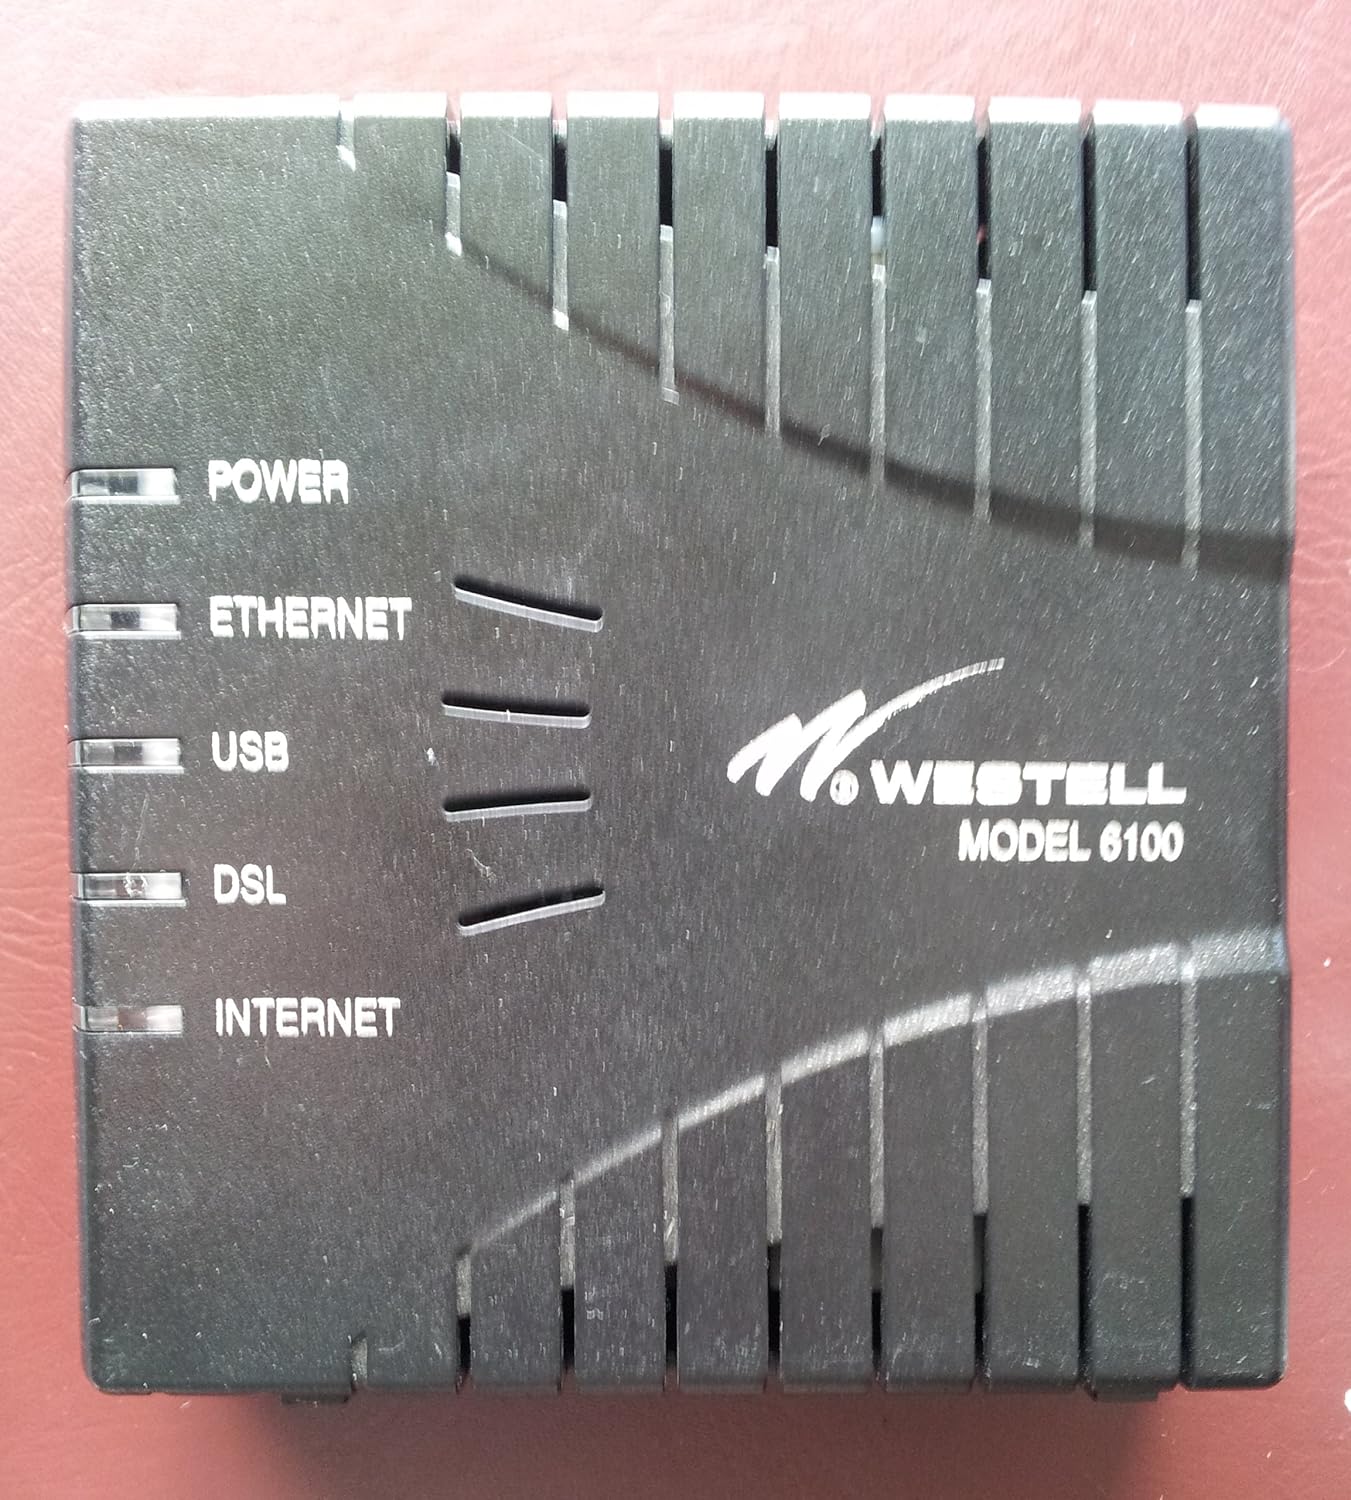 POWER
ETHERNET
USB
DSL
INTERNET
® WESTELL
MODEL 6100